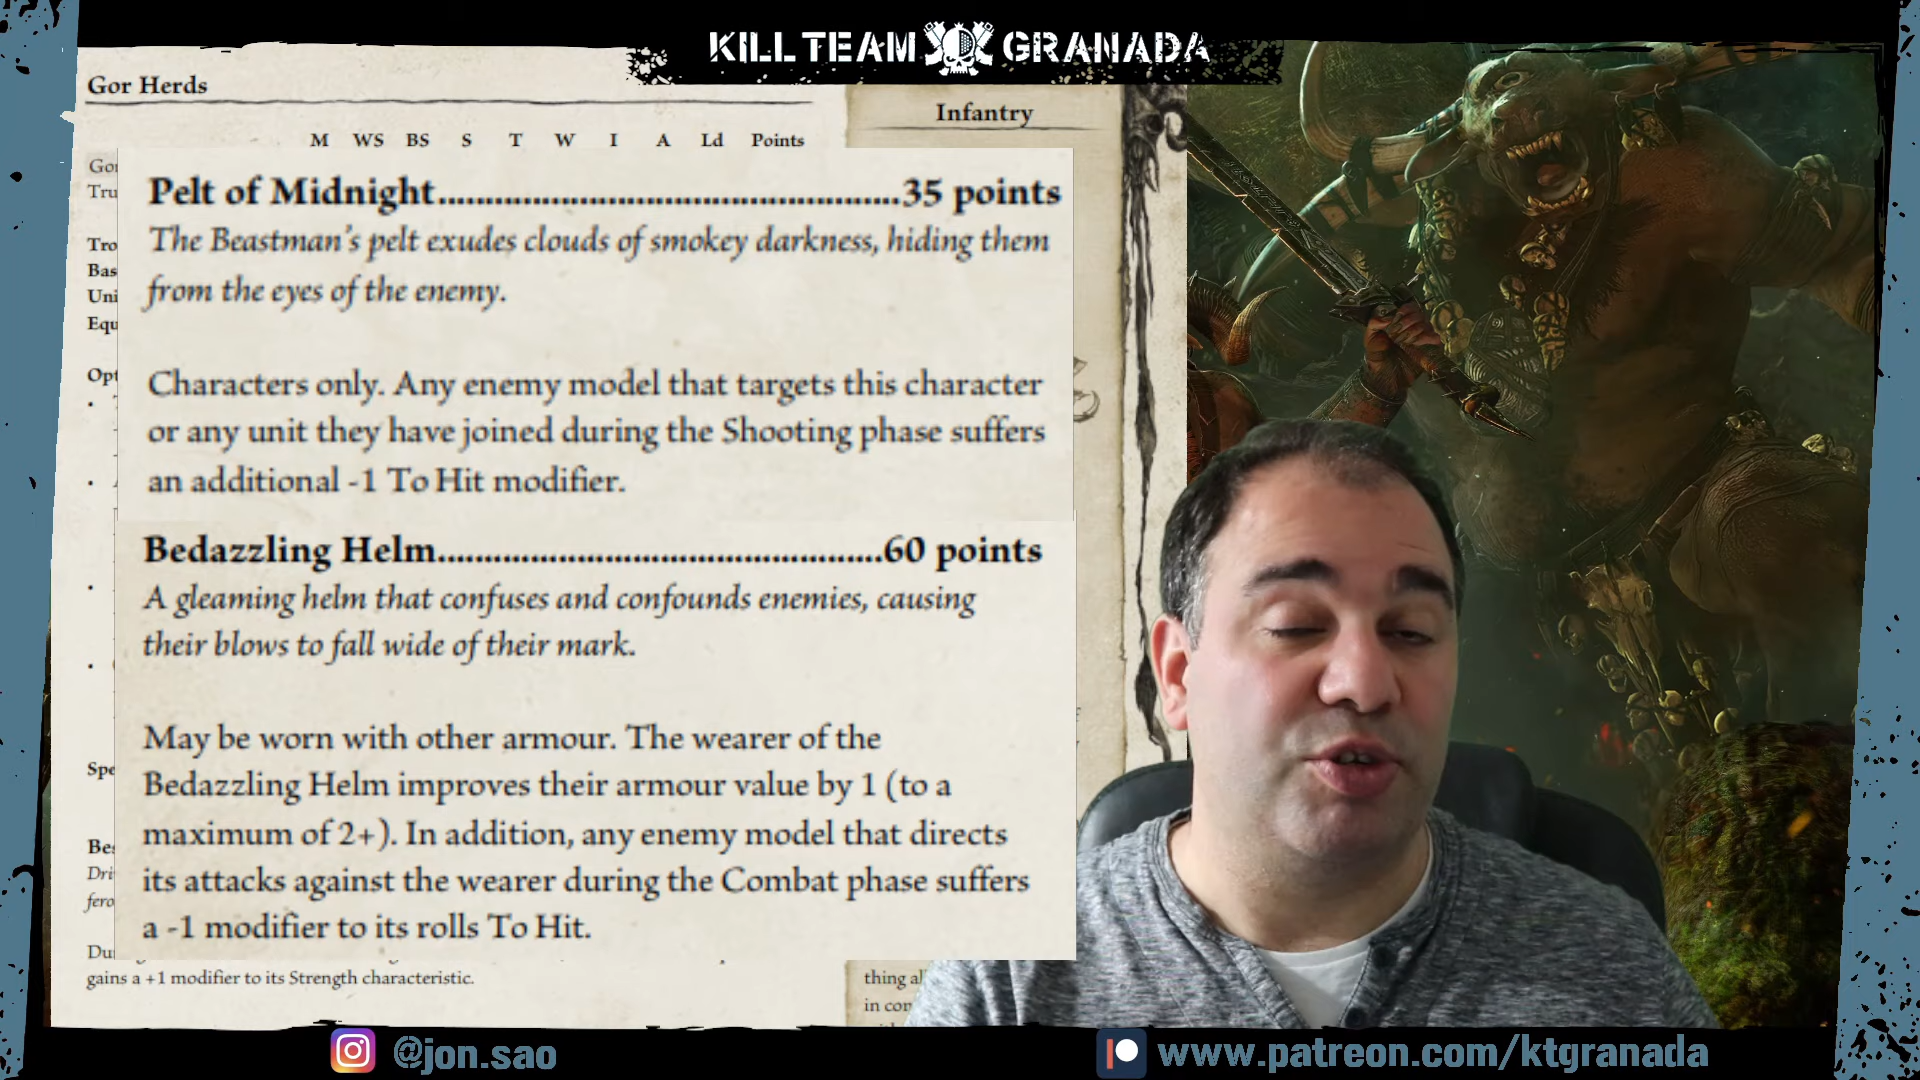 KILL TEAM GRANADA
Gor Herds
Infantry
M WS BS S T W I A Ld Points
Pelt of Midnight..................................................35 points
The Beastman's pelt exudes clouds of smokey darkness, hiding them
from the eyes of the enemy.
Characters only. Any enemy model that targets this character
or any unit they have joined during the Shooting phase suffers
an additional -1 To Hit modifier.
Bedazzling Helm................................................60 points
A gleaming helm that confuses and confounds enemies, causing
their blows to fall wide of their mark.
May be worn with other armour. The wearer of the
Bedazzling Helm improves their armour value by 1 (to a
maximum of 2+). In addition, any enemy model that directs
its attacks against the wearer during the Combat phase suffers
a -1 modifier to its rolls To Hit.
gains a +1 modifier to its Strength characteristic.
thing al
in con
@jon.sao
www.patreon.com/ktgranada